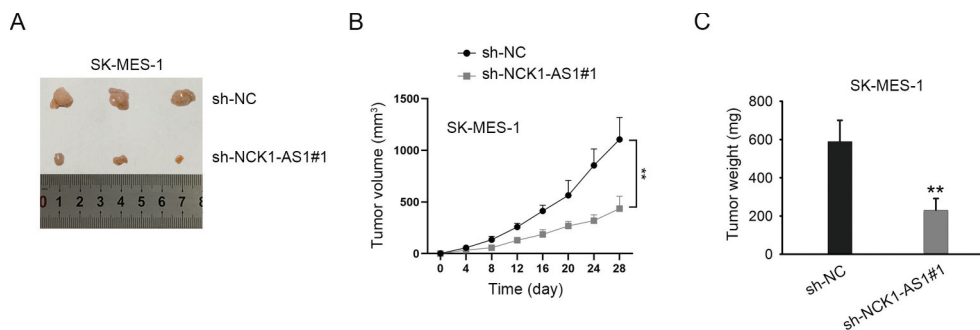 A
SK-MES-1
sh-NC
sh-NCK1-AS1#1
0 1 2 3 4 5 6 7 8
B
sh-NC
sh-NCK1-AS1#1
SK-MES-1
Tumor volume (mm³)
1500
1000
500
0
**
0 4 8 12 16 20 24 28
Time (day)
C
SK-MES-1
Tumor weight (mg)
800
600
400
200
0
**
sh-NC
sh-NCK1-AS1#1